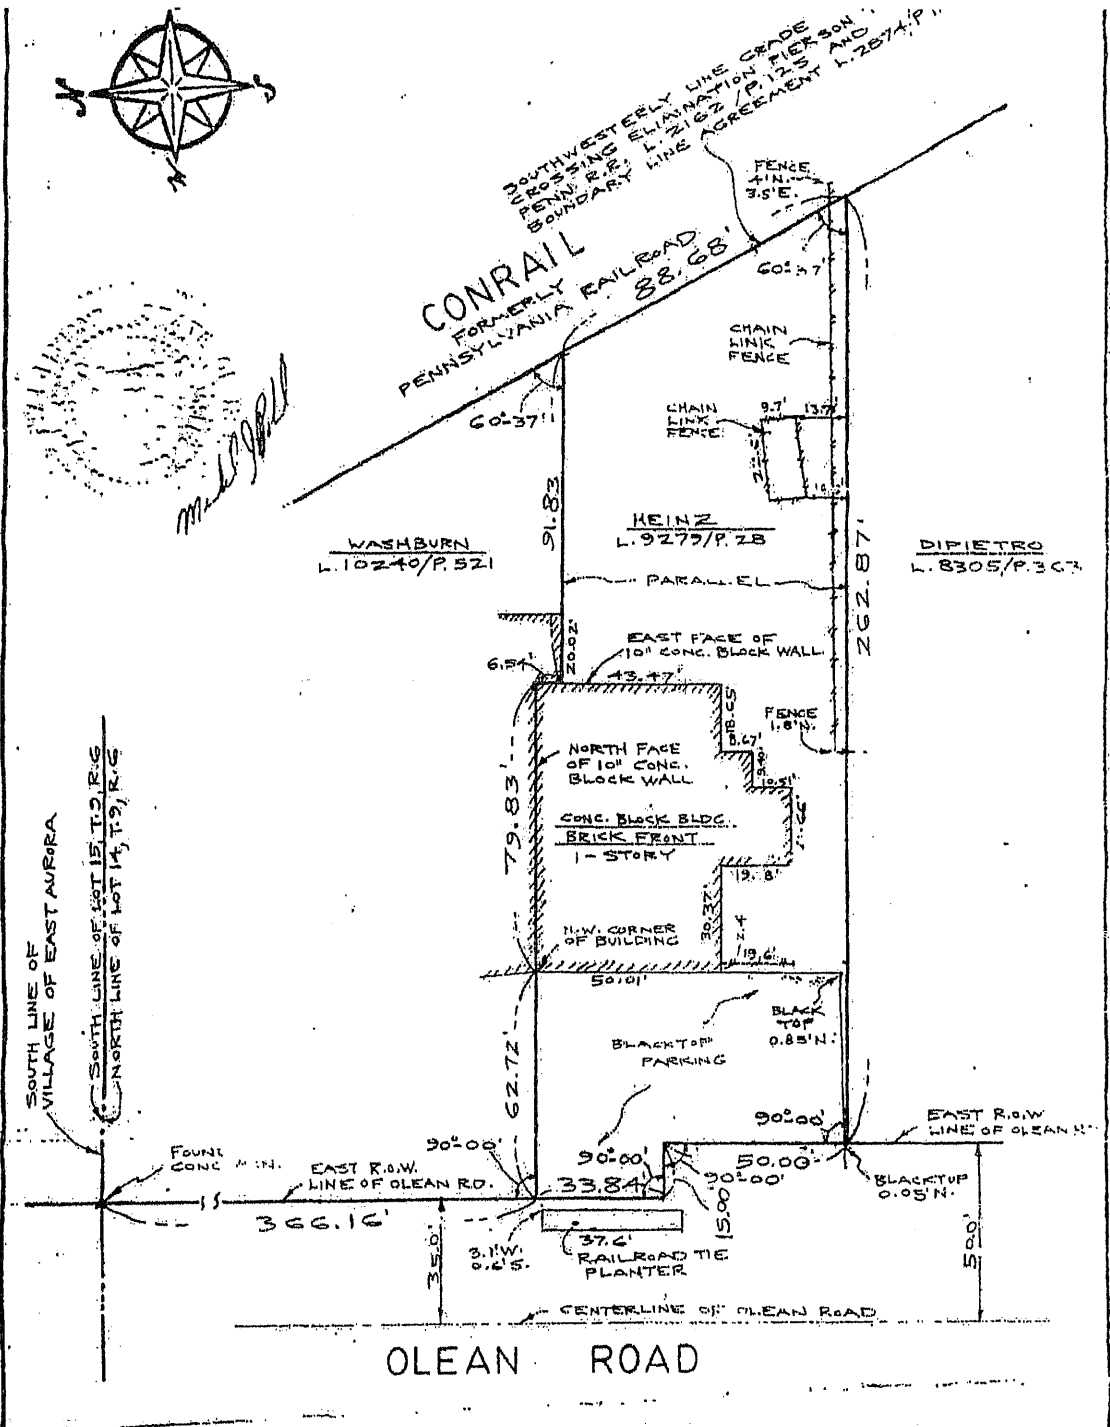 N
S
SOUTHWESTERLY LINE GRADE
CROSSING ELIMINATION PIERSON
PENN R.R. L. 2162/P.125 AND
BOUNDARY LINE AGREEMENT L.2874/P.
FENCE
.4'N.
3.5'E.
CONRAIL
FORMERLY
PENNSYLVANIA RAILROAD
88.68'
60°37'
CHAIN
LINK
FENCE
60°37'
CHAIN
LINK
FENCE
9.7'
13.7'
91.83
WASHBURN
L.10240/P.521
HEINZ
L.9279/P.28
DIPIETRO
PARALLEL
262.87'
20.02'
6.54'
EAST FACE OF
10" CONC. BLOCK WALL
43.47'
18.65
8.67'
FENCE
1.8'N.
NORTH FACE
OF 10" CONC.
BLOCK WALL
10.51'
79.83'
CONC. BLOCK BLDG.
BRICK FRONT
1-STORY
30.37'
19.6'
N.W. CORNER
OF BUILDING
50.01'
SOUTH LINE OF
VILLAGE OF EAST AURORA
SOUTH LINE OF LOT 15, T.9, R.6
NORTH LINE OF LOT 14, T.9, R.6
62.72'
BLACKTOP
PARKING
BLACK
TOP
0.85'N.
90°00'
EAST R.O.W
LINE OF OLEAN
FOUND
CONC. MON.
EAST R.O.W.
LINE OF OLEAN RD.
90°00'
90°00'
33.84'
50.00'
90°00'
15.00
BLACKTOP
0.05'N.
366.16'
35.0'
3.1'W.
0.6'S.
37.6'
RAILROAD TIE
PLANTER
50.0'
CENTERLINE OF OLEAN ROAD
OLEAN ROAD